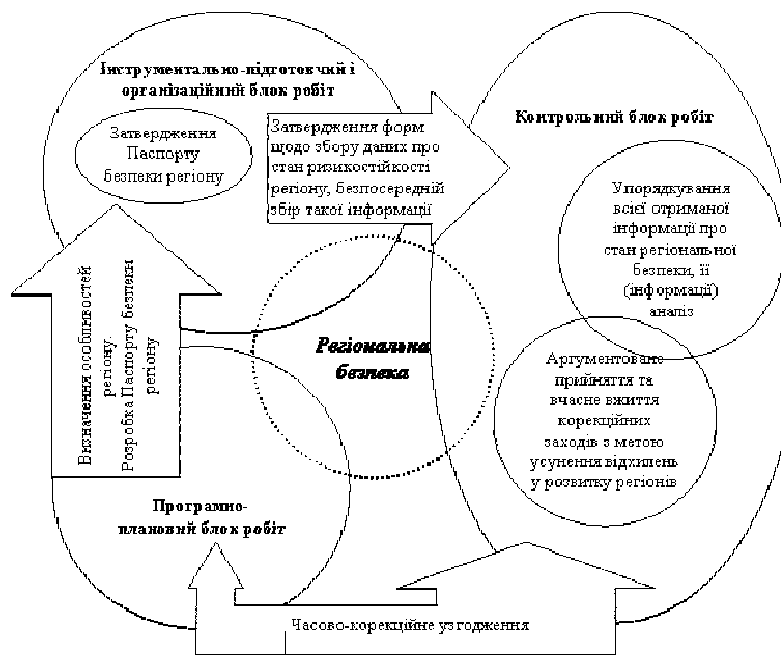 Інструментально-підготовчий і
організаційний блок робіт
Затвердження
Паспорту
безпеки регіону
Затвердження форм
щодо збору даних про
стан ризикостійкості
регіону, безпосередній
збір такої інформації
Контрольний блок робіт
Упорядкування
всієї отриманої
інформації про
стан регіональної
безпеки, її
(інформації)
аналіз
Визначення особливостей
регіону.
Розробка Паспорту безпеки
регіону
Регіональна
безпека
Аргументоване
прийняття та
вчасне вжиття
корекційних
заходів з метою
усунення відхилень
у розвитку регіонів
Програмно-
плановий блок робіт
Часово-корекційне узгодження